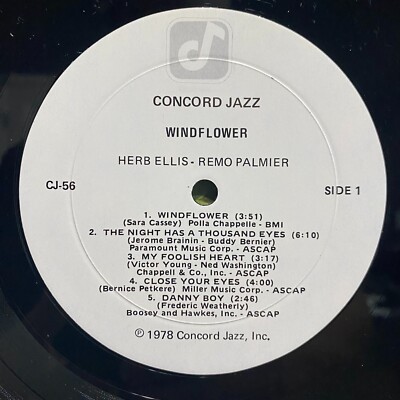 CONCORD JAZZ
WINDFLOWER
HERB ELLIS - REMO PALMIER
CJ-56
SIDE 1
1. WINDFLOWER (3:51)
(Sara Cassey) Polla Chappelle - BMI
2. THE NIGHT HAS A THOUSAND EYES (6:10)
(Jerome Brainin - Buddy Bernier)
Paramount Music Corp. - ASCAP
3. MY FOOLISH HEART (3:17)
(Victor Young - Ned Washington)
Chappell & Co., Inc. - ASCAP
4. CLOSE YOUR EYES (4:00)
(Bernice Petkere) Miller Music Corp. - ASCAP
5. DANNY BOY (2:46)
(Frederic Weatherly)
Boosey and Hawkes, Inc. - ASCAP
℗ 1978 Concord Jazz, Inc.